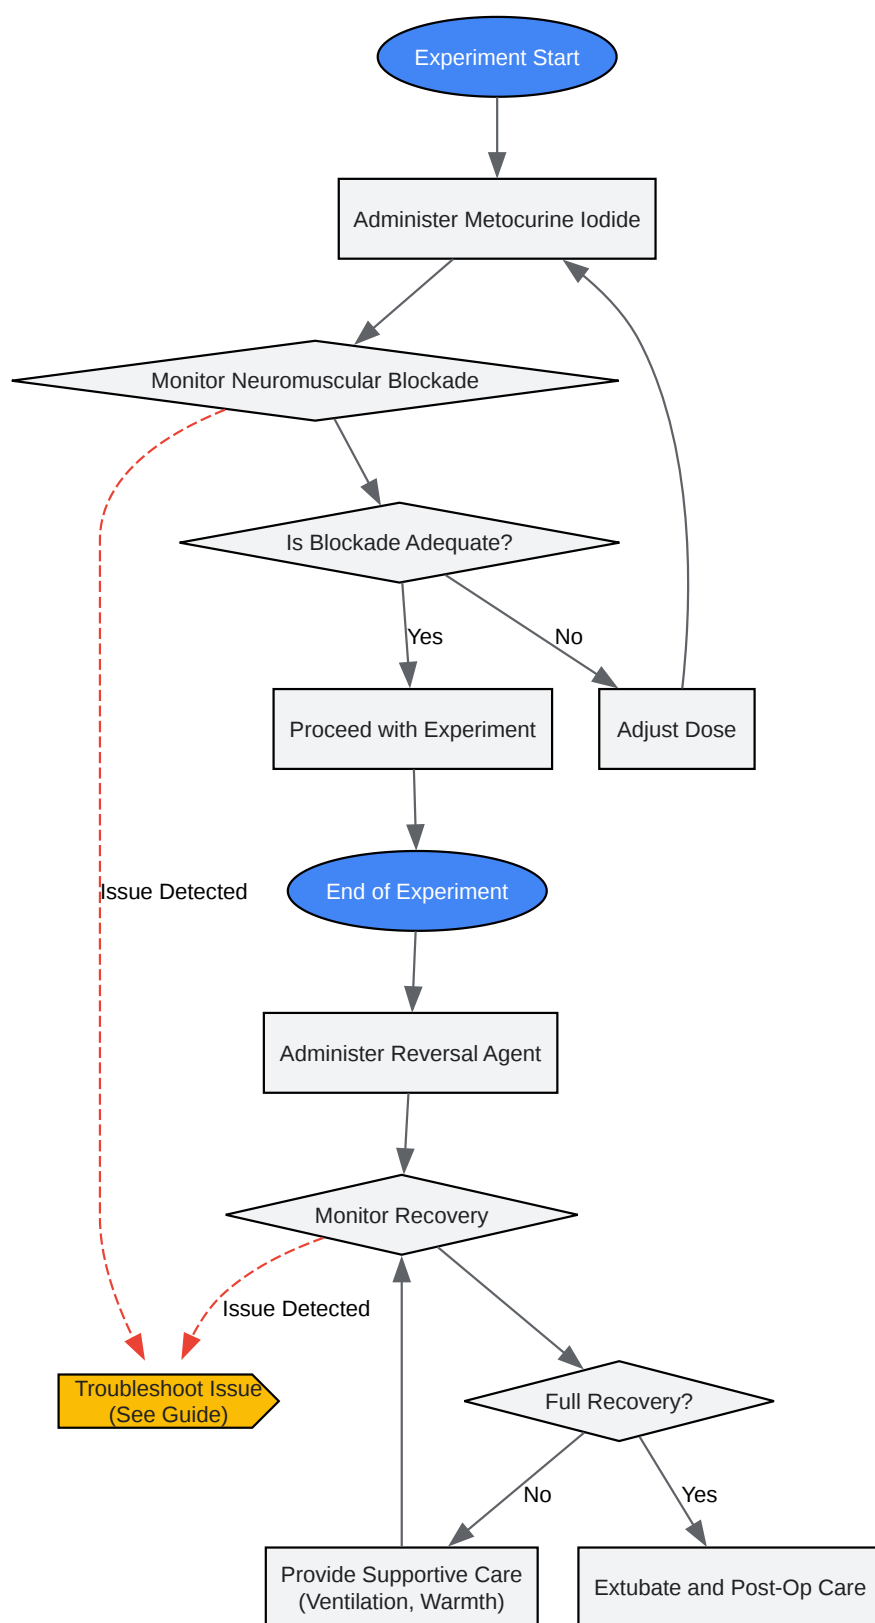 Experiment Start
Administer Metocurine Iodide
Monitor Neuromuscular Blockade
Is Blockade Adequate?
Yes
No
Proceed with Experiment
Adjust Dose
Issue Detected
End of Experiment
Administer Reversal Agent
Monitor Recovery
Issue Detected
Troubleshoot Issue
(See Guide)
Full Recovery?
No
Yes
Provide Supportive Care
(Ventilation, Warmth)
Extubate and Post-Op Care